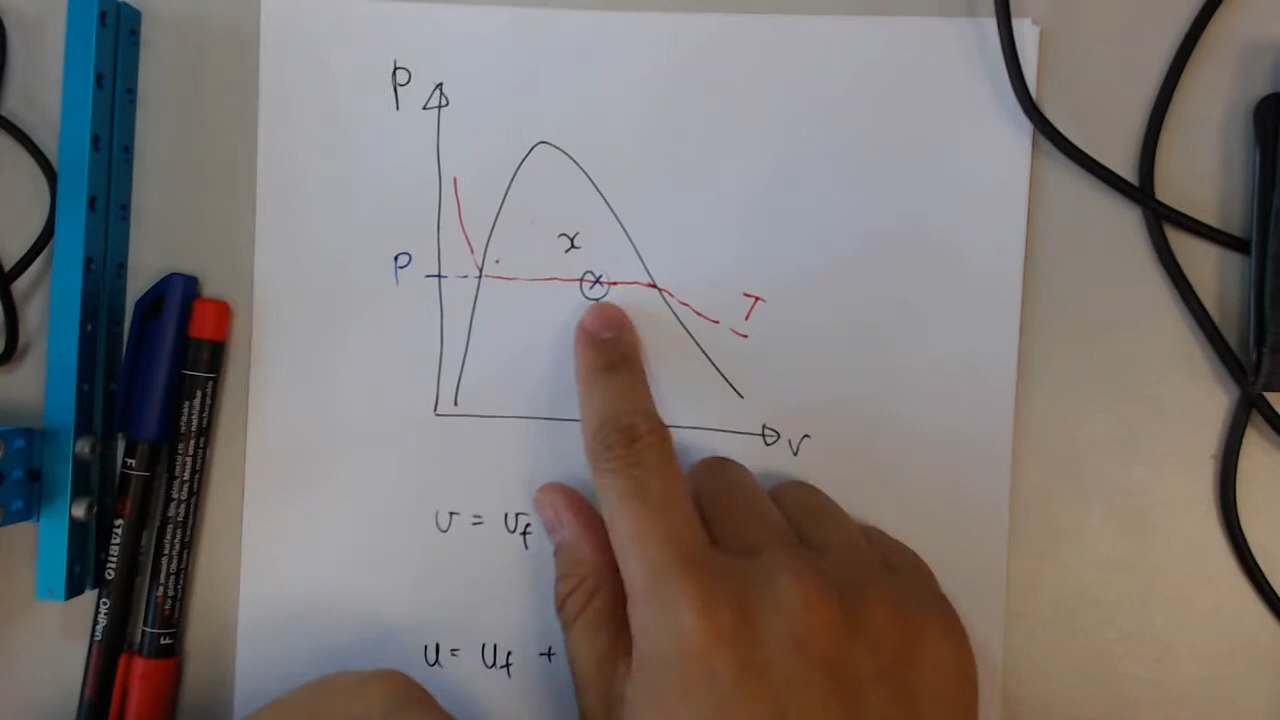 P
x
P
T
v
v = vf
u = uf +
STABILO OHPen
F
F